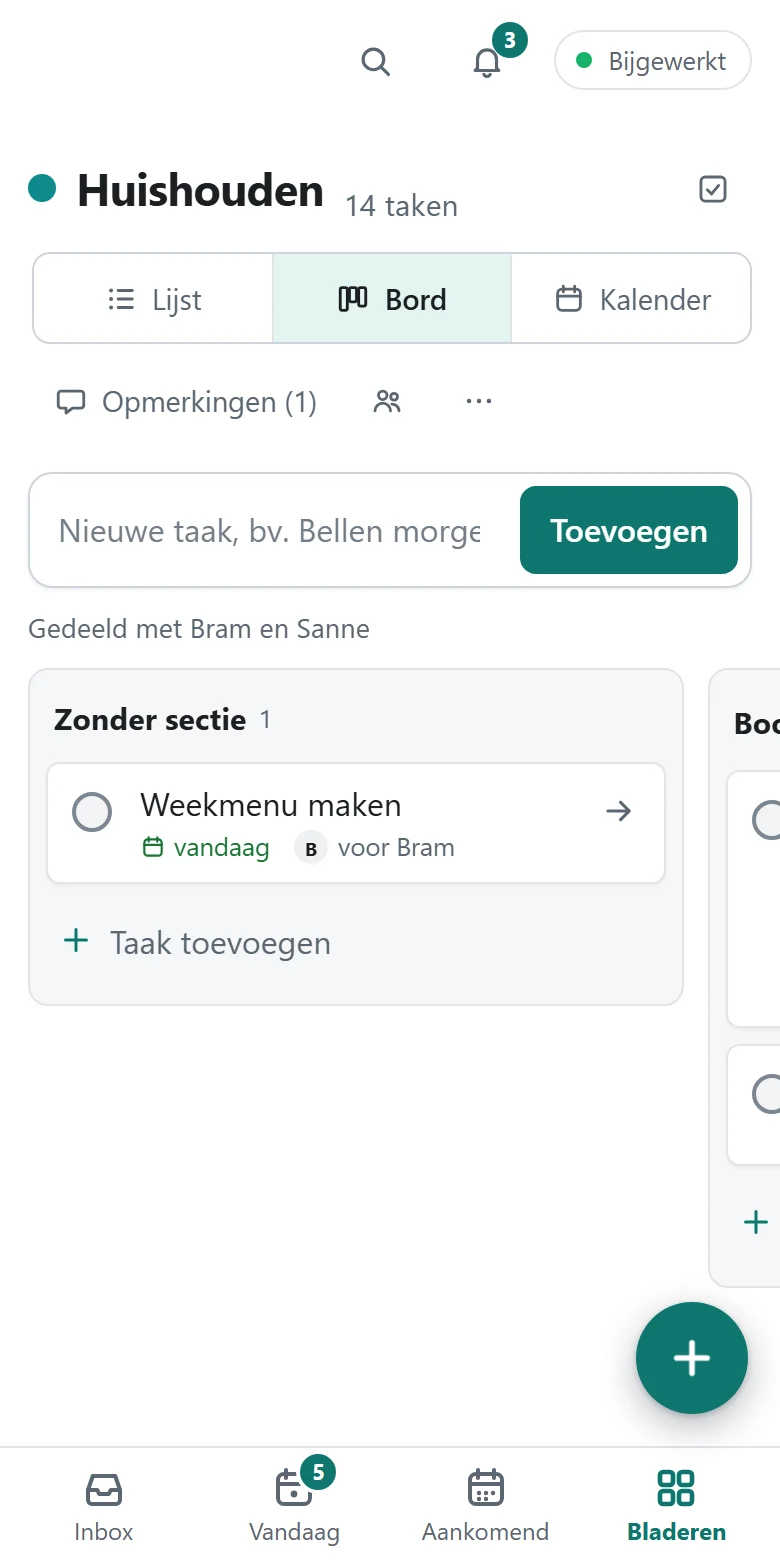 3
Bijgewerkt
Huishouden 14 taken
Lijst Bord Kalender
Opmerkingen (1)
Nieuwe taak, bv. Bellen morge Toevoegen
Gedeeld met Bram en Sanne
Zonder sectie 1
Weekmenu maken
vandaag B voor Bram
Taak toevoegen
5
Inbox Vandaag Aankomend Bladeren